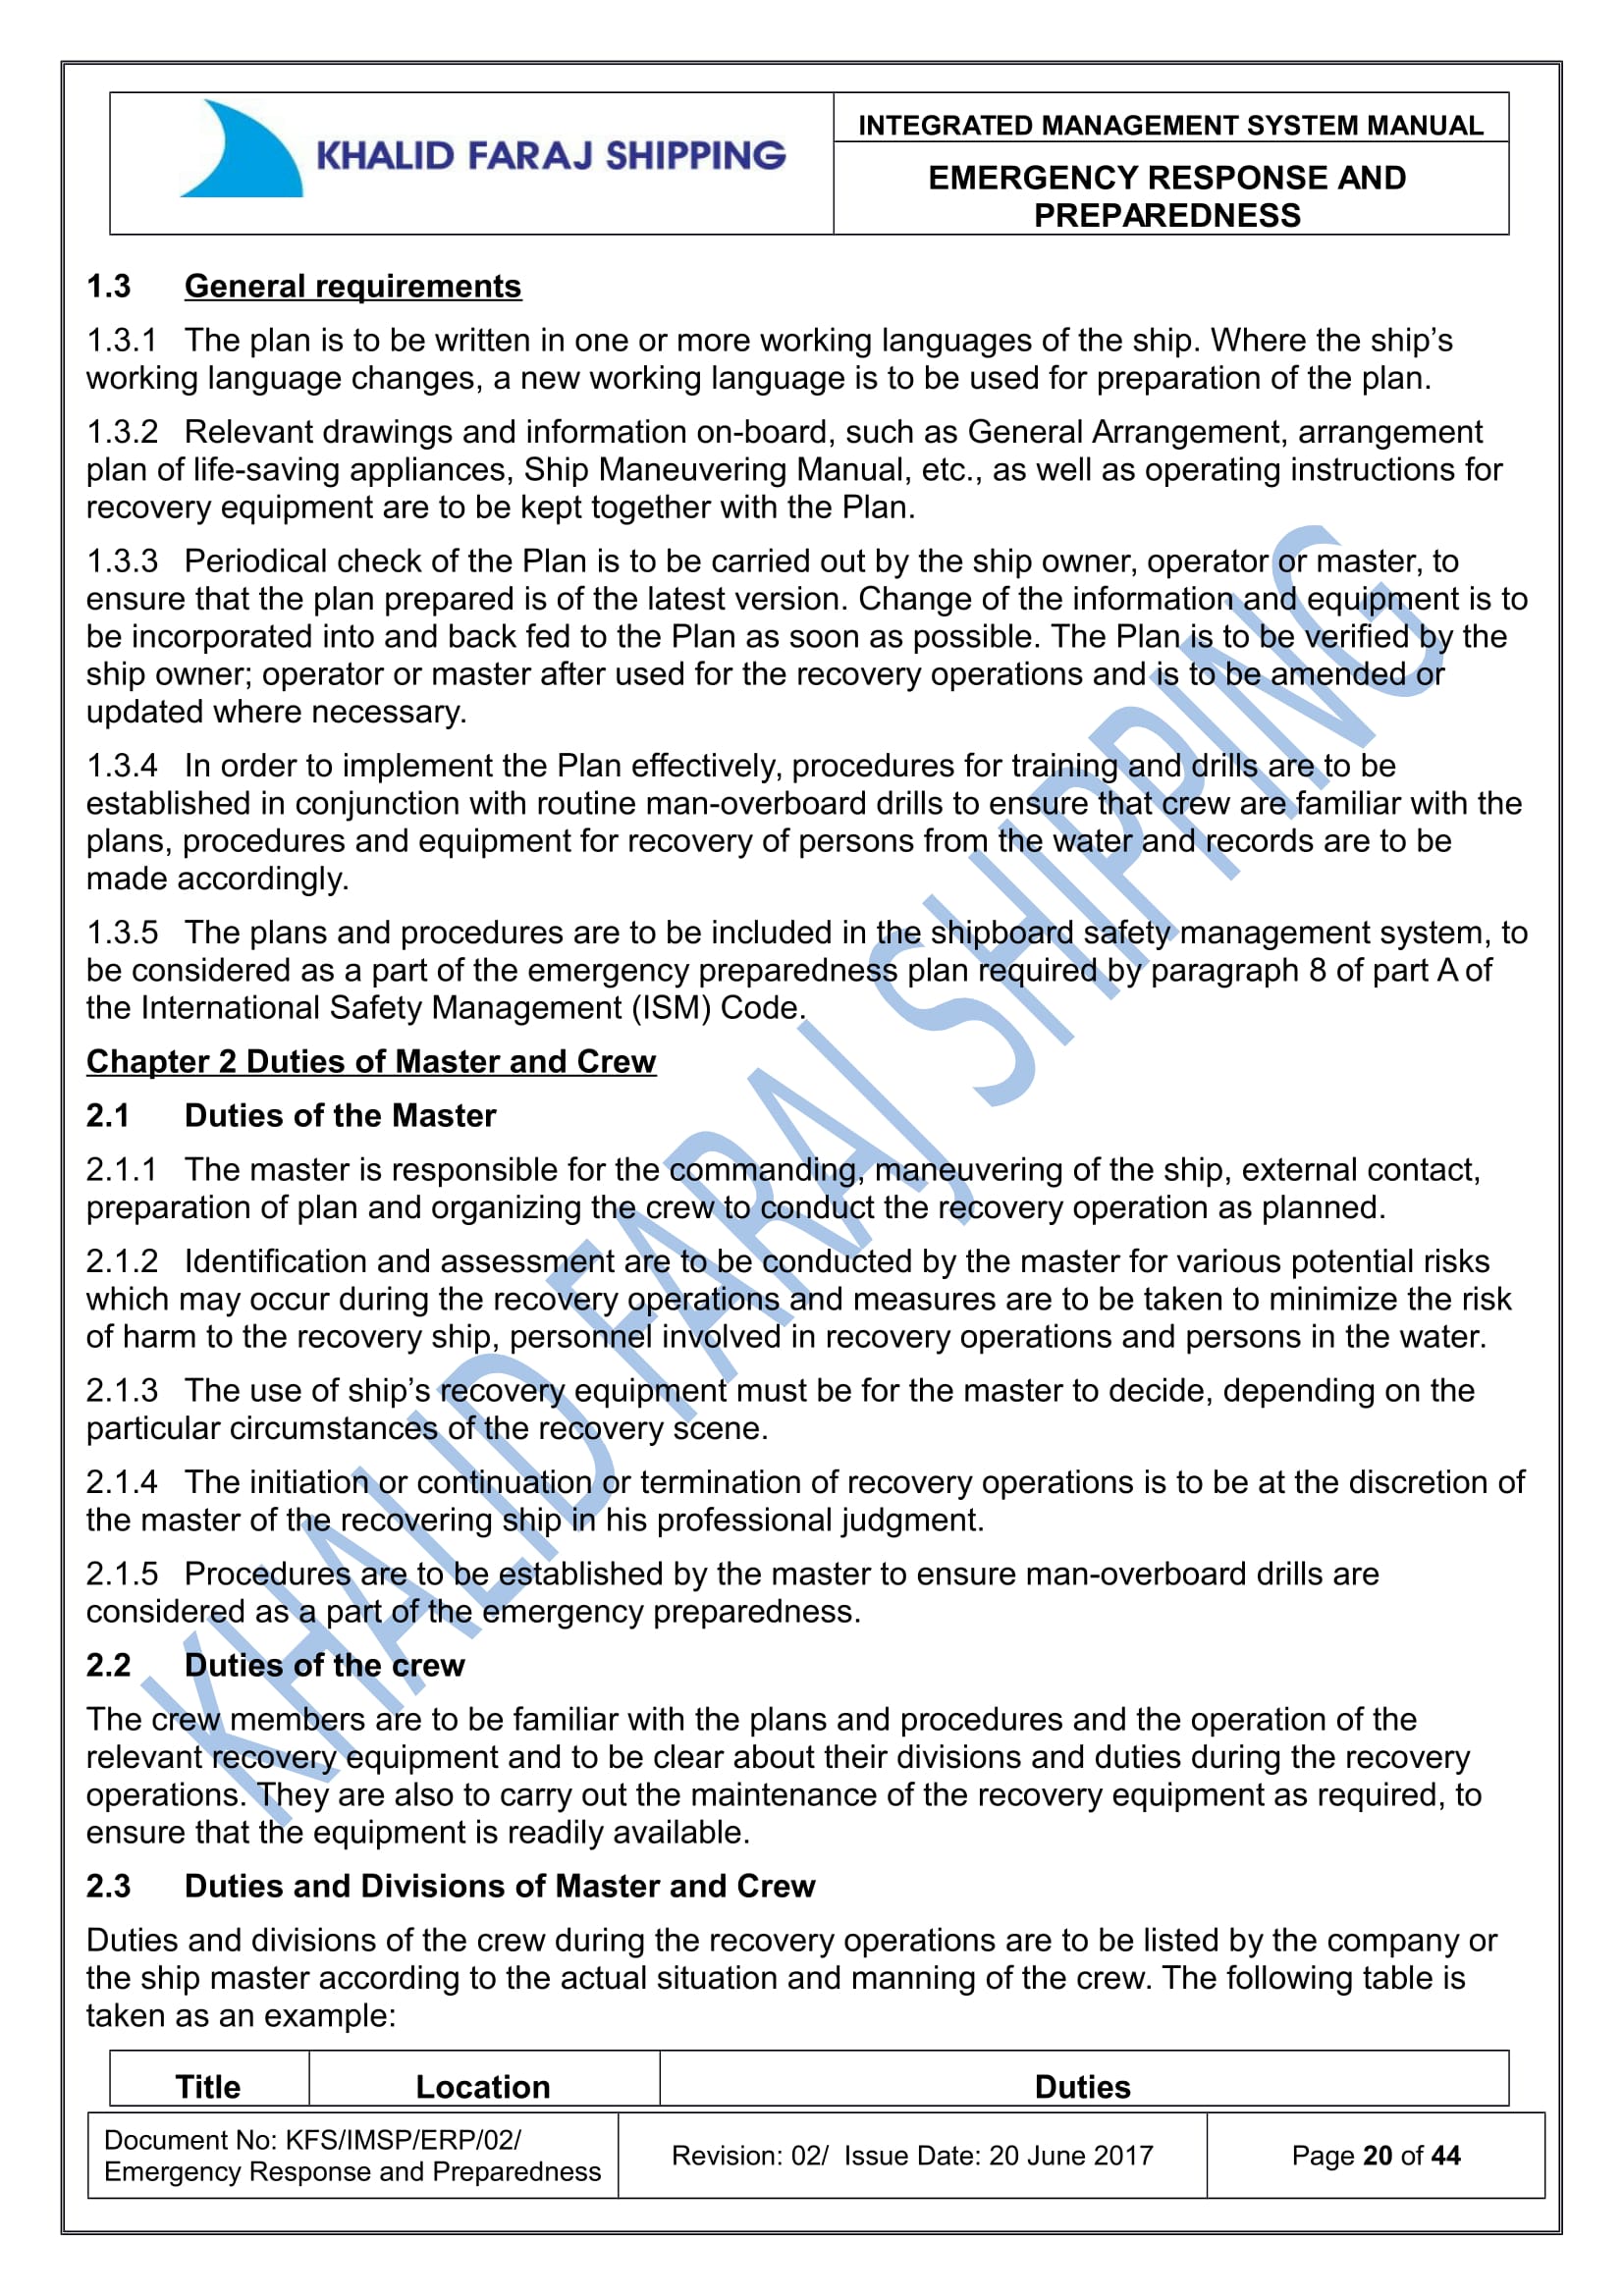 KHALID FARAJ SHIPPING
INTEGRATED MANAGEMENT SYSTEM MANUAL
EMERGENCY RESPONSE AND
PREPAREDNESS
1.3 General requirements
1.3.1 The plan is to be written in one or more working languages of the ship. Where the ship’s
working language changes, a new working language is to be used for preparation of the plan.
1.3.2 Relevant drawings and information on-board, such as General Arrangement, arrangement
plan of life-saving appliances, Ship Maneuvering Manual, etc., as well as operating instructions for
recovery equipment are to be kept together with the Plan.
1.3.3 Periodical check of the Plan is to be carried out by the ship owner, operator or master, to
ensure that the plan prepared is of the latest version. Change of the information and equipment is to
be incorporated into and back fed to the Plan as soon as possible. The Plan is to be verified by the
ship owner; operator or master after used for the recovery operations and is to be amended or
updated where necessary.
1.3.4 In order to implement the Plan effectively, procedures for training and drills are to be
established in conjunction with routine man-overboard drills to ensure that crew are familiar with the
plans, procedures and equipment for recovery of persons from the water and records are to be
made accordingly.
1.3.5 The plans and procedures are to be included in the shipboard safety management system, to
be considered as a part of the emergency preparedness plan required by paragraph 8 of part A of
the International Safety Management (ISM) Code.
Chapter 2 Duties of Master and Crew
2.1 Duties of the Master
2.1.1 The master is responsible for the commanding, maneuvering of the ship, external contact,
preparation of plan and organizing the crew to conduct the recovery operation as planned.
2.1.2 Identification and assessment are to be conducted by the master for various potential risks
which may occur during the recovery operations and measures are to be taken to minimize the risk
of harm to the recovery ship, personnel involved in recovery operations and persons in the water.
2.1.3 The use of ship’s recovery equipment must be for the master to decide, depending on the
particular circumstances of the recovery scene.
2.1.4 The initiation or continuation or termination of recovery operations is to be at the discretion of
the master of the recovering ship in his professional judgment.
2.1.5 Procedures are to be established by the master to ensure man-overboard drills are
considered as a part of the emergency preparedness.
2.2 Duties of the crew
The crew members are to be familiar with the plans and procedures and the operation of the
relevant recovery equipment and to be clear about their divisions and duties during the recovery
operations. They are also to carry out the maintenance of the recovery equipment as required, to
ensure that the equipment is readily available.
2.3 Duties and Divisions of Master and Crew
Duties and divisions of the crew during the recovery operations are to be listed by the company or
the ship master according to the actual situation and manning of the crew. The following table is
taken as an example:
Title Location Duties
Document No: KFS/IMSP/ERP/02/
Emergency Response and Preparedness
Revision: 02/ Issue Date: 20 June 2017
Page 20 of 44
KHALID FARAJ SHIPPING